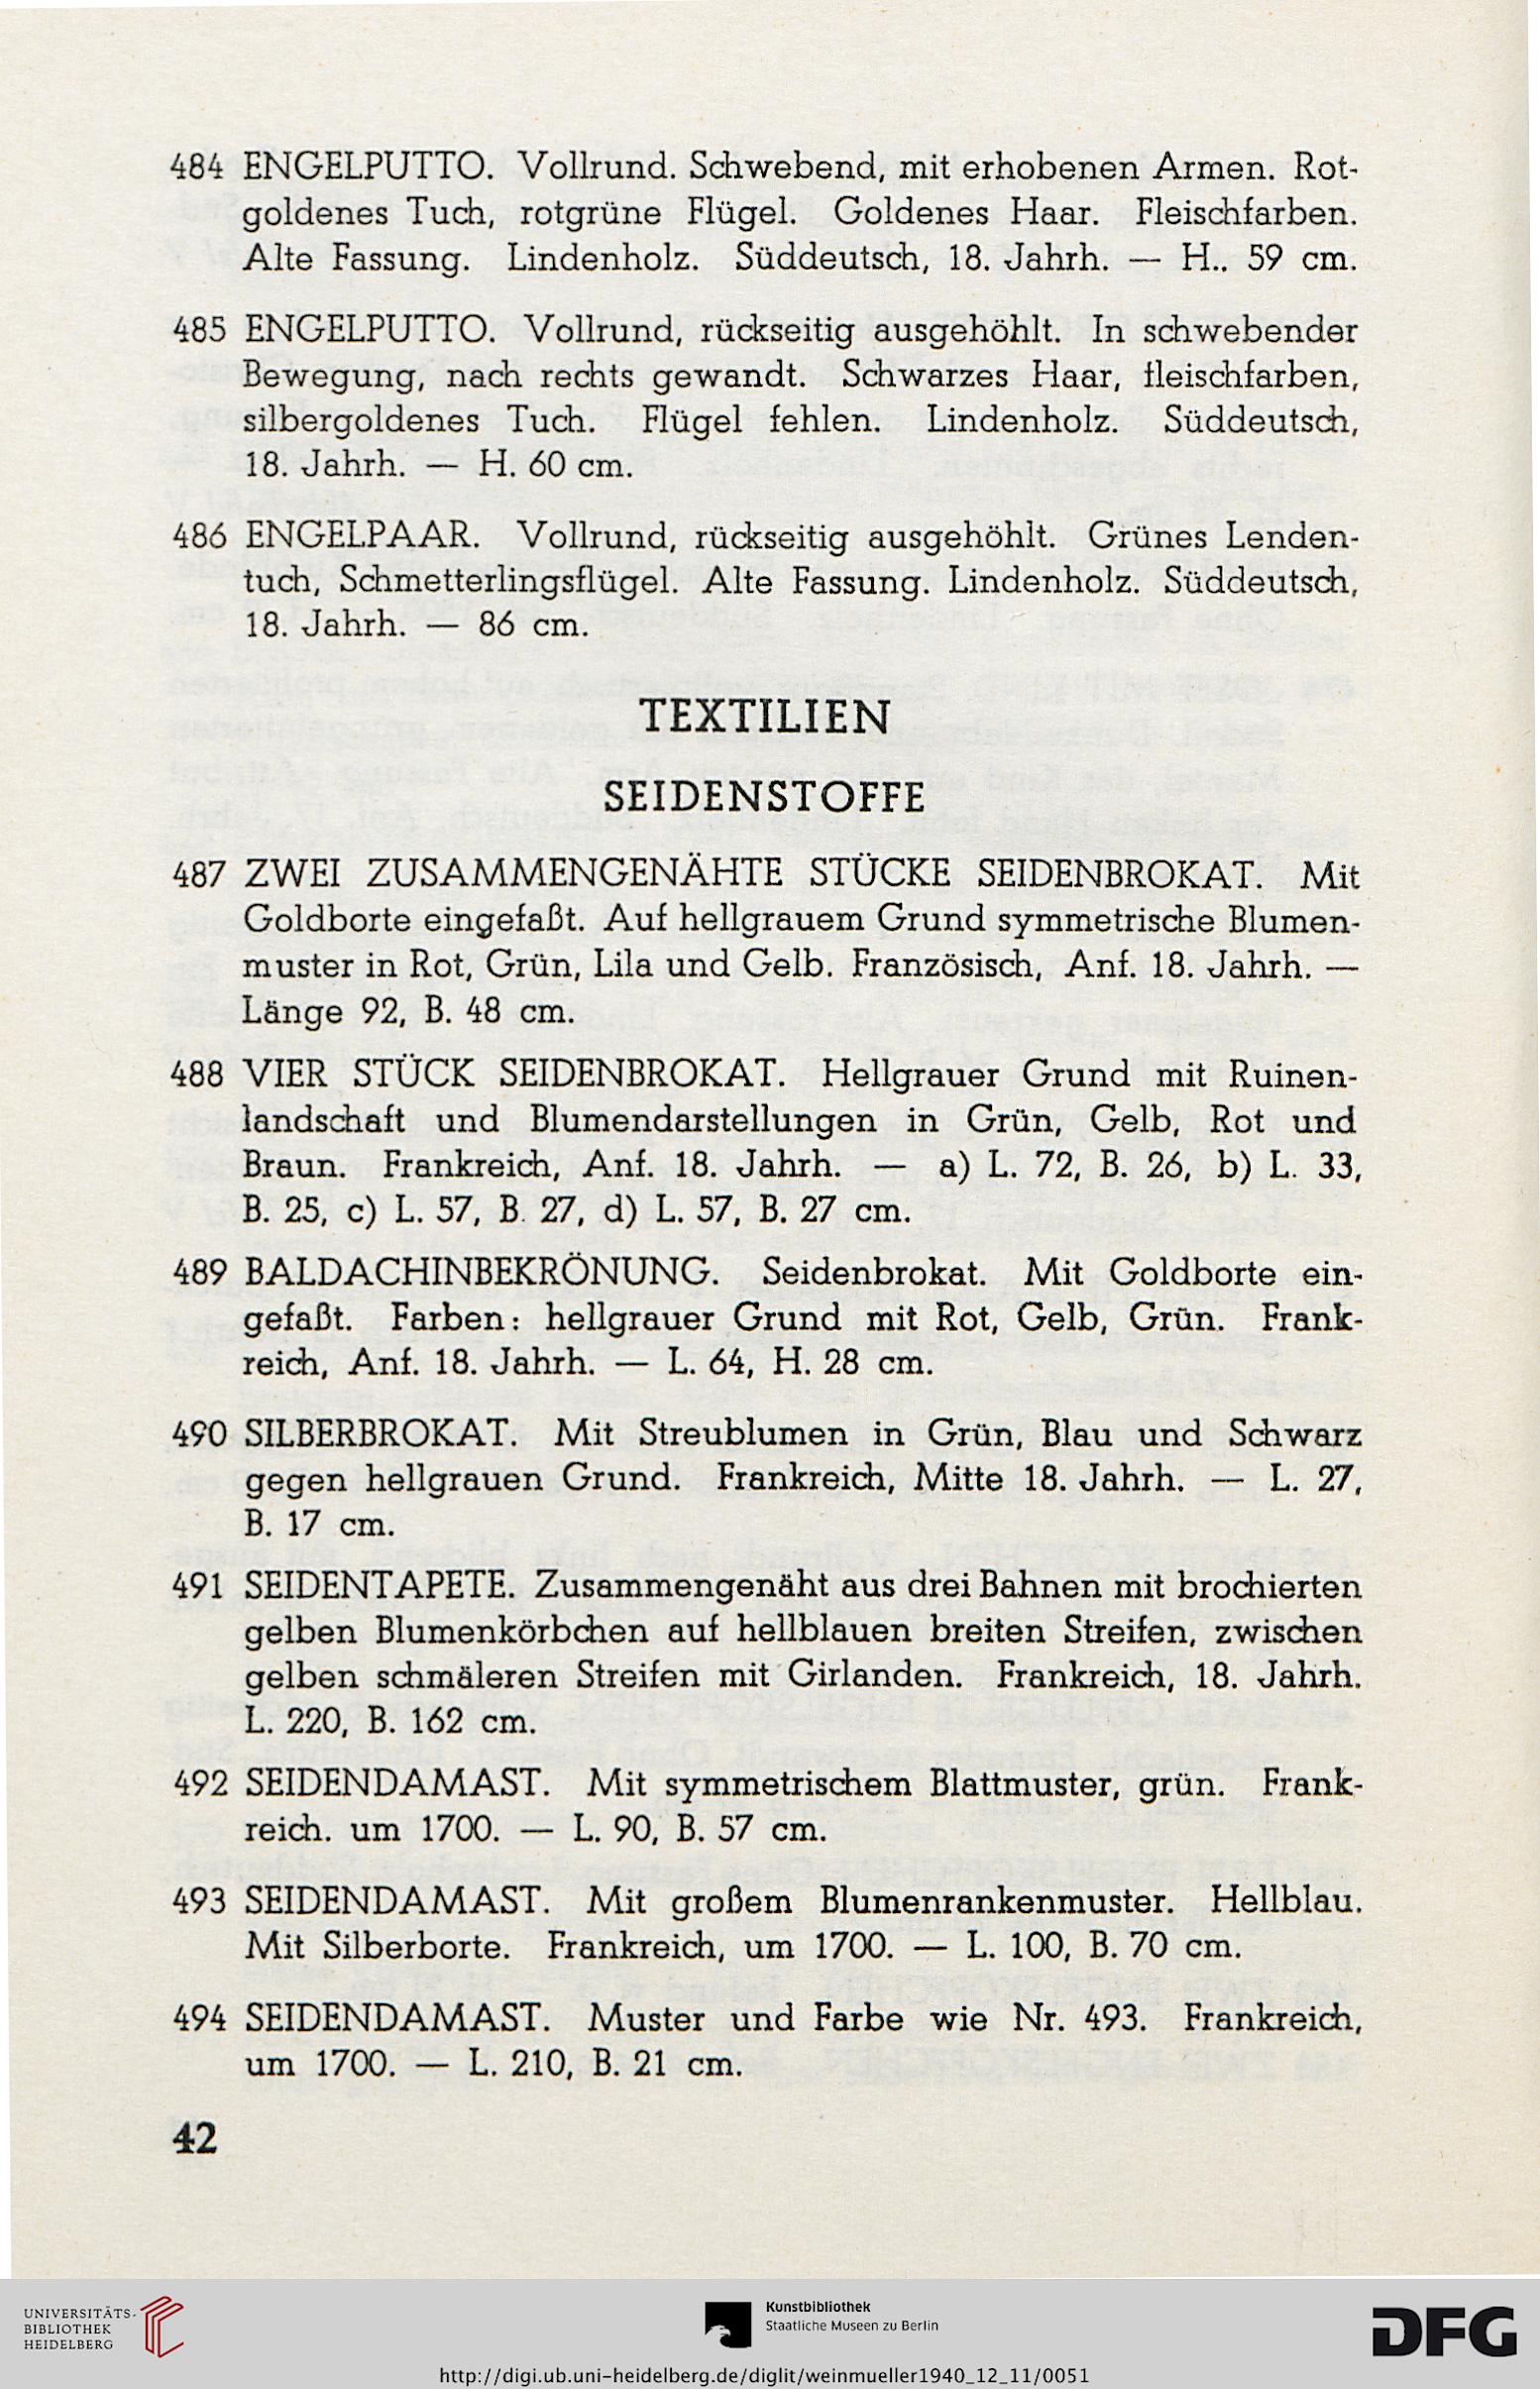 484 ENGELPUTTO. Vollrund. Schwebend, mit erhobenen Armen. Rot-
goldenes Tuch, rotgrüne Flügel. Goldenes Haar. Fleischfarben.
Alte Fassung. Lindenholz. Süddeutsch, 18. Jahrh. — H.. 59 cm.
485 ENGELPUTTO. Vollrund, rückseitig ausgehöhlt. In schwebender
Bewegung, nach rechts gewandt. Schwarzes Haar, fleischfarben,
silbergoldenes Tuch. Flügel fehlen. Lindenholz. Süddeutsch,
18. Jahrh. — H. 60 cm.
486 ENGELPAAR. Vollrund, rückseitig ausgehöhlt. Grünes Lenden-
tuch, Schmetterlingsflügel. Alte Fassung. Lindenholz. Süddeutsch,
18. Jahrh. — 86 cm.
TEXTILIEN
SEIDENSTOFFE
487 ZWEI ZUSAMMENGENÄHTE STÜCKE SEIDENBROKAT. Mit
Goldborte eingefaßt. Auf hellgrauem Grund symmetrische Blumen-
muster in Rot, Grün, Lila und Gelb. Französisch, Anf. 18. Jahrh. —
Länge 92, B. 48 cm.
488 VIER STÜCK SEIDENBROKAT. Hellgrauer Grund mit Ruinen-
landschaft und Blumendarstellungen in Grün, Gelb, Rot und
Braun. Frankreich, Anf. 18. Jahrh. — a) L. 72, B. 26, b) L. 33,
B. 25, c) L. 57, B. 27, d) L. 57, B. 27 cm.
489 BALDACHINBEKRÖNUNG. Seidenbrokat. Mit Goldborte ein-
gefaßt. Farben: hellgrauer Grund mit Rot, Gelb, Grün. Frank-
reich, Anf. 18. Jahrh. — L. 64, H. 28 cm.
490 SILBERBROKAT. Mit Streublumen in Grün, Blau und Schwarz
gegen hellgrauen Grund. Frankreich, Mitte 18. Jahrh. — L. 27,
B. 17 cm.
491 SEIDENTAPETE. Zusammengenäht aus drei Bahnen mit brochierten
gelben Blumenkörbchen auf hellblauen breiten Streifen, zwischen
gelben schmäleren Streifen mit Girlanden. Frankreich, 18. Jahrh.
L. 220, B. 162 cm.
492 SEIDENDAMAST. Mit symmetrischem Blattmuster, grün. Frank-
reich. um 1700. — L. 90, B. 57 cm.
493 SEIDENDAMAST. Mit großem Blumenrankenmuster. Hellblau.
Mit Silberborte. Frankreich, um 1700. — L. 100, B. 70 cm.
494 SEIDENDAMAST. Muster und Farbe wie Nr. 493. Frankreich,
um 1700. — L. 210, B. 21 cm.
42
UNIVERSITÄTS-
BIBLIOTHEK
HEIDELBERG
Kunstbibliothek
Staatliche Museen zu Berlin
DFG
http://digi.ub.uni-heidelberg.de/diglit/weinmueller1940_12_11/0051